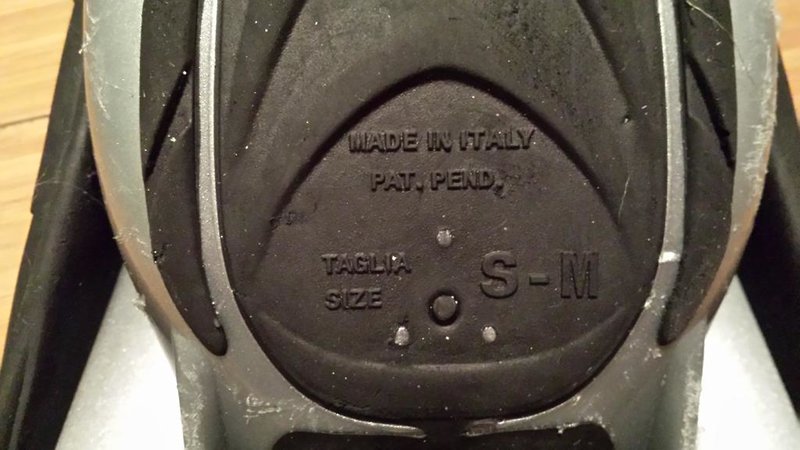 MADE IN ITALY
PAT. PEND.
TAGLIA
SIZE
S-M